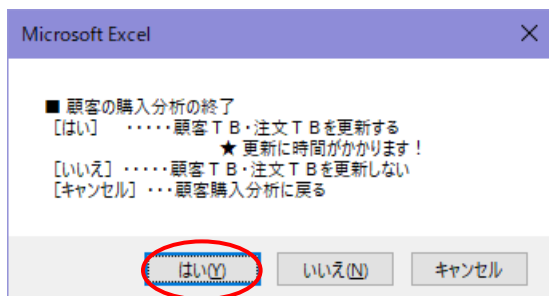 Microsoft Excel
■ 顧客の購入分析の終了
[はい] ・・・・・顧客ＴＢ・注文ＴＢを更新する
★ 更新に時間がかかります！
[いいえ] ・・・・・顧客ＴＢ・注文ＴＢを更新しない
[キャンセル] ・・・顧客購入分析に戻る
はい(Y) いいえ(N) キャンセル